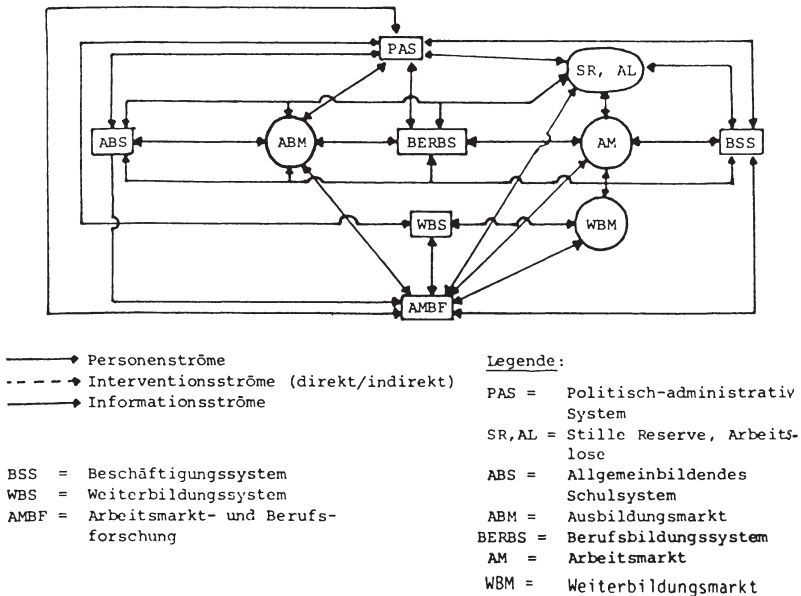 PAS
SR, AL
ABS
ABM
BERBS
AM
BSS
WBS
WBM
AMBF
Personenströme
Interventionsströme (direkt/indirekt)
Informationsströme
BSS = Beschäftigungssystem
WBS = Weiterbildungssystem
AMBF = Arbeitsmarkt- und Berufs-
forschung
Legende:
PAS = Politisch-administrativ
System
SR,AL = Stille Reserve, Arbeits-
lose
ABS = Allgemeinbildendes
Schulsystem
ABM = Ausbildungsmarkt
BERBS = Berufsbildungssystem
AM = Arbeitsmarkt
WBM = Weiterbildungsmarkt